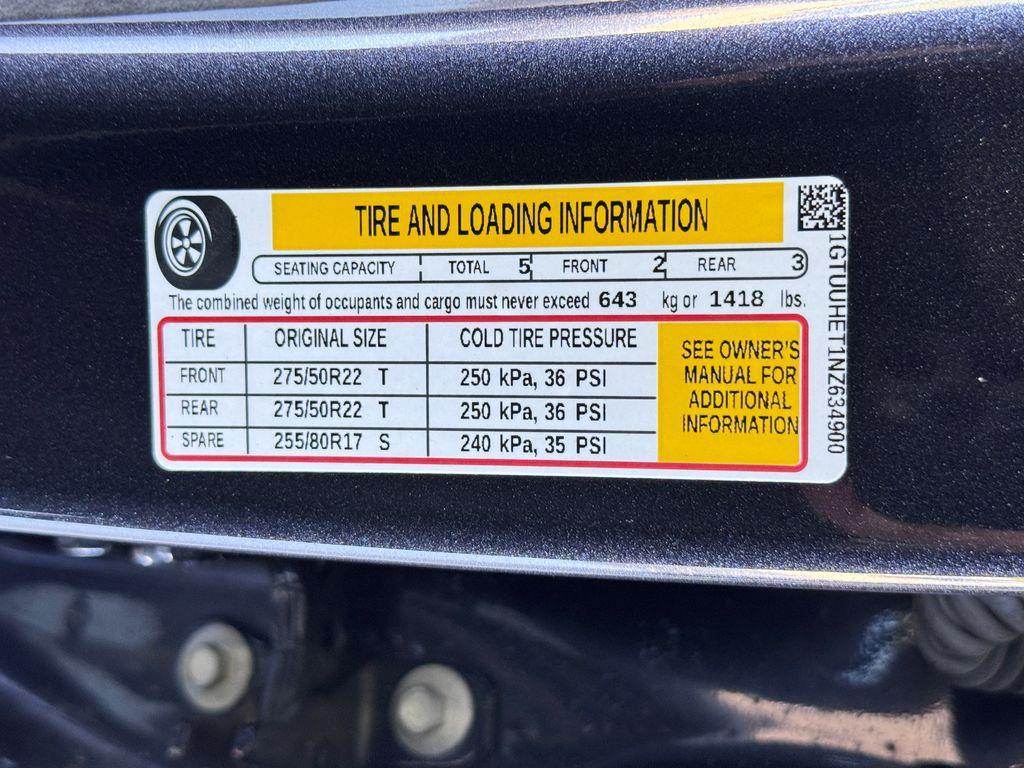 TIRE AND LOADING INFORMATION
SEATING CAPACITY TOTAL 5 FRONT 2 REAR 3
The combined weight of occupants and cargo must never exceed 643 kg or 1418 lbs.
TIRE ORIGINAL SIZE COLD TIRE PRESSURE
FRONT 275/50R22 T 250 kPa, 36 PSI
REAR 275/50R22 T 250 kPa, 36 PSI
SPARE 255/80R17 S 240 kPa, 35 PSI
SEE OWNER'S
MANUAL FOR
ADDITIONAL
INFORMATION
1GTUUHET1NZ634900